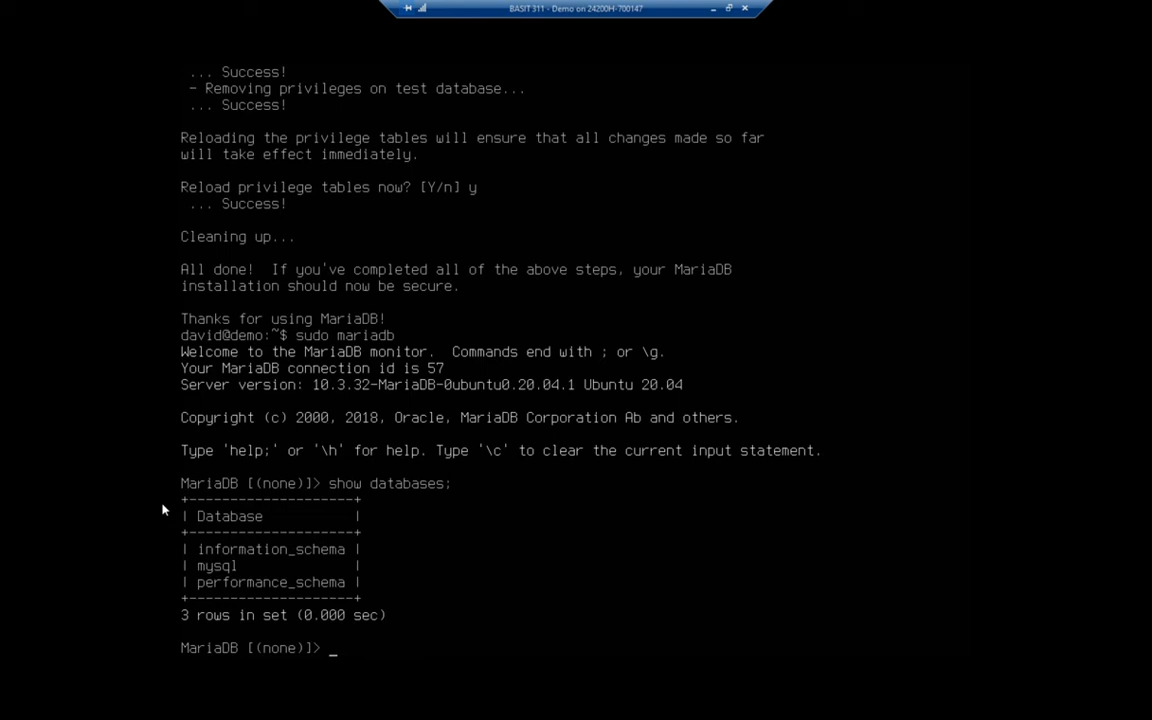 BASIT 311 - Demo on 24200H-700147
... Success!
- Removing privileges on test database...
... Success!
Reloading the privilege tables will ensure that all changes made so far
will take effect immediately.
Reload privilege tables now? [Y/n] y
... Success!
Cleaning up...
All done!  If you've completed all of the above steps, your MariaDB
installation should now be secure.
Thanks for using MariaDB!
david@demo:~$ sudo mariadb
Welcome to the MariaDB monitor.  Commands end with ; or \g.
Your MariaDB connection id is 57
Server version: 10.3.32-MariaDB-0ubuntu0.20.04.1 Ubuntu 20.04
Copyright (c) 2000, 2018, Oracle, MariaDB Corporation Ab and others.
Type 'help;' or '\h' for help. Type '\c' to clear the current input statement.
MariaDB [(none)]> show databases;
+--------------------+
| Database           |
+--------------------+
| information_schema |
| mysql              |
| performance_schema |
+--------------------+
3 rows in set (0.000 sec)
MariaDB [(none)]> _